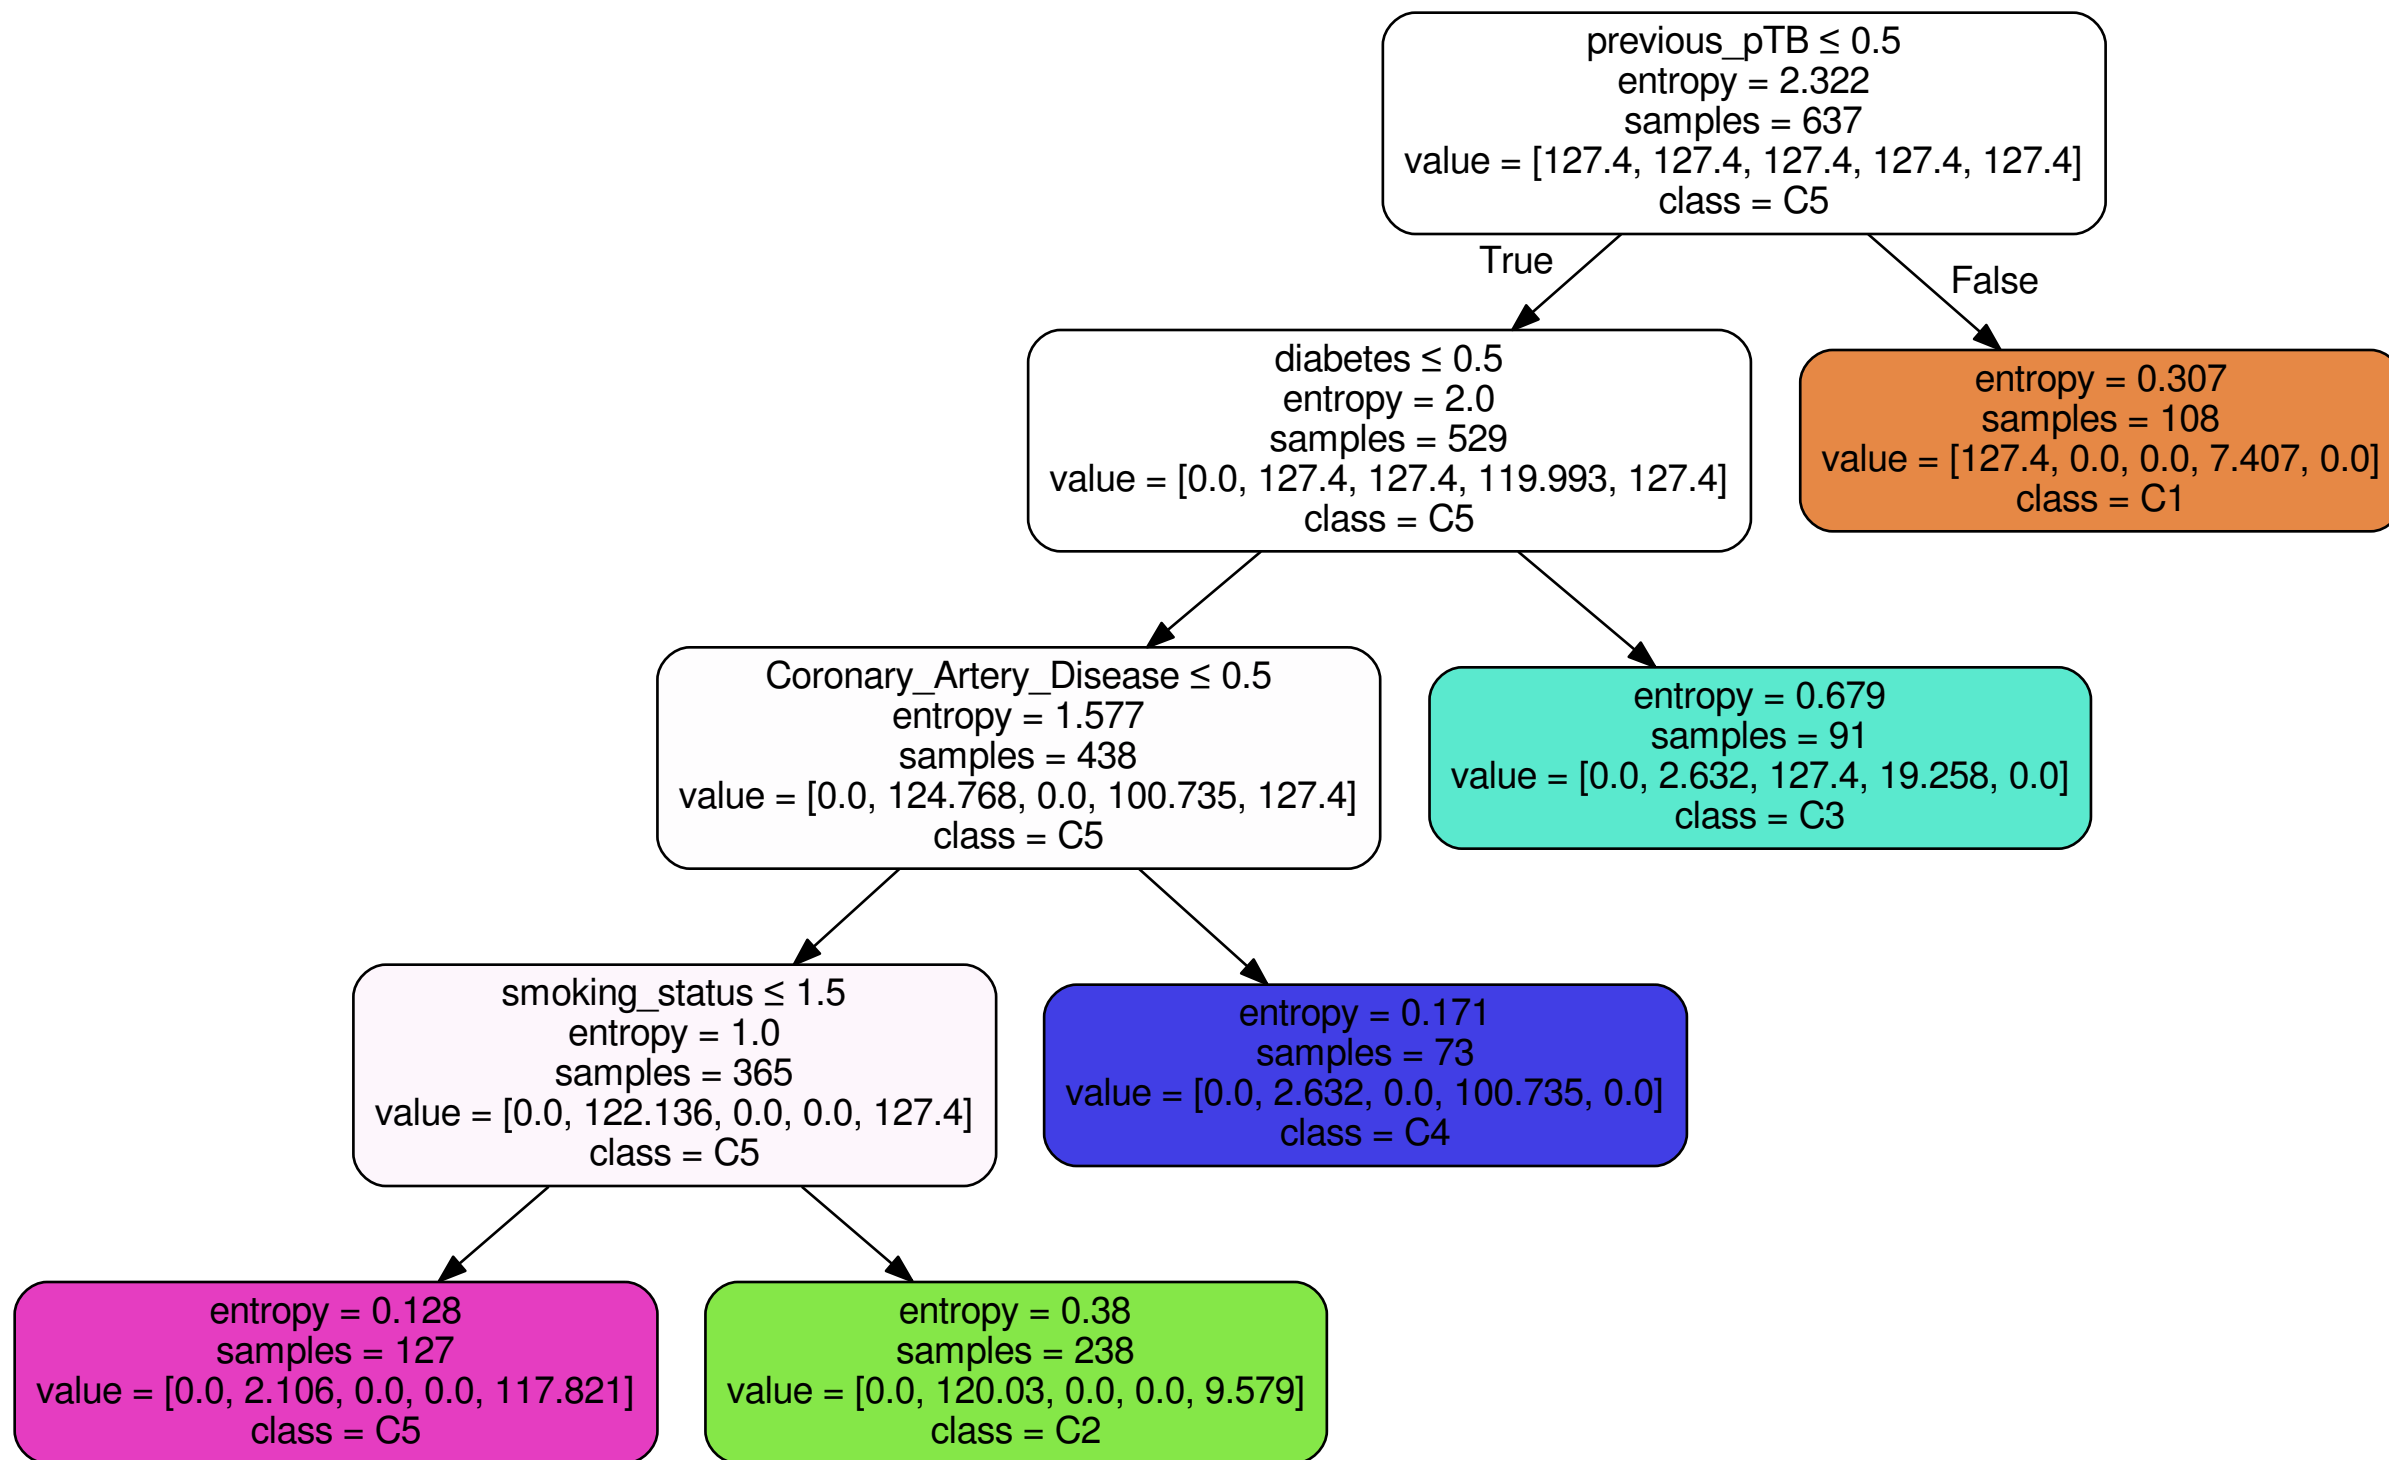 previous_pTB ≤ 0.5
entropy = 2.322
samples = 637
value = [127.4, 127.4, 127.4, 127.4, 127.4]
class = C5
True
False
diabetes ≤ 0.5
entropy = 2.0
samples = 529
value = [0.0, 127.4, 127.4, 119.993, 127.4]
class = C5
entropy = 0.307
samples = 108
value = [127.4, 0.0, 0.0, 7.407, 0.0]
class = C1
Coronary_Artery_Disease ≤ 0.5
entropy = 1.577
samples = 438
value = [0.0, 124.768, 0.0, 100.735, 127.4]
class = C5
entropy = 0.679
samples = 91
value = [0.0, 2.632, 127.4, 19.258, 0.0]
class = C3
smoking_status ≤ 1.5
entropy = 1.0
samples = 365
value = [0.0, 122.136, 0.0, 0.0, 127.4]
class = C5
entropy = 0.171
samples = 73
value = [0.0, 2.632, 0.0, 100.735, 0.0]
class = C4
entropy = 0.128
samples = 127
value = [0.0, 2.106, 0.0, 0.0, 117.821]
class = C5
entropy = 0.38
samples = 238
value = [0.0, 120.03, 0.0, 0.0, 9.579]
class = C2